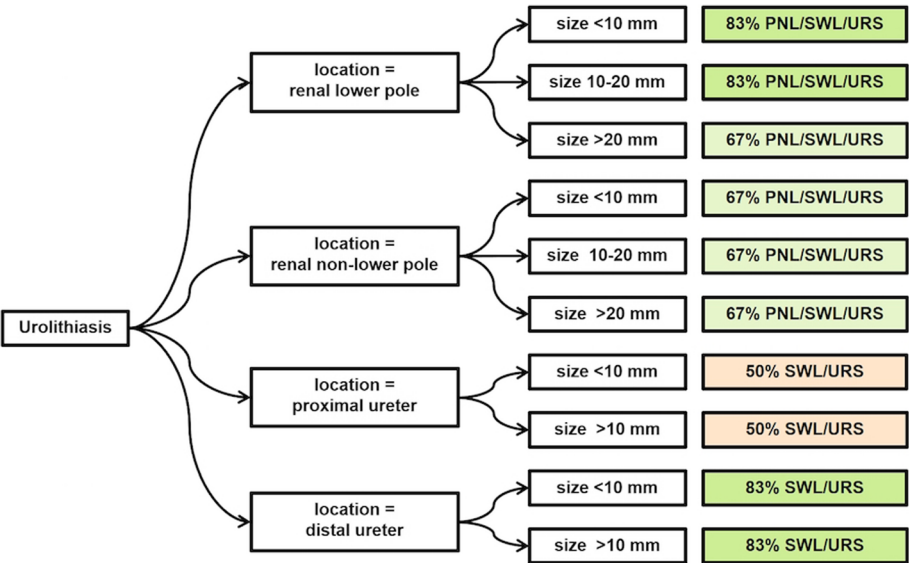 Urolithiasis
location =
renal lower pole
size <10 mm
83% PNL/SWL/URS
size 10-20 mm
83% PNL/SWL/URS
size >20 mm
67% PNL/SWL/URS
location =
renal non-lower pole
size <10 mm
67% PNL/SWL/URS
size 10-20 mm
67% PNL/SWL/URS
size >20 mm
67% PNL/SWL/URS
location =
proximal ureter
size <10 mm
50% SWL/URS
size >10 mm
50% SWL/URS
location =
distal ureter
size <10 mm
83% SWL/URS
size >10 mm
83% SWL/URS